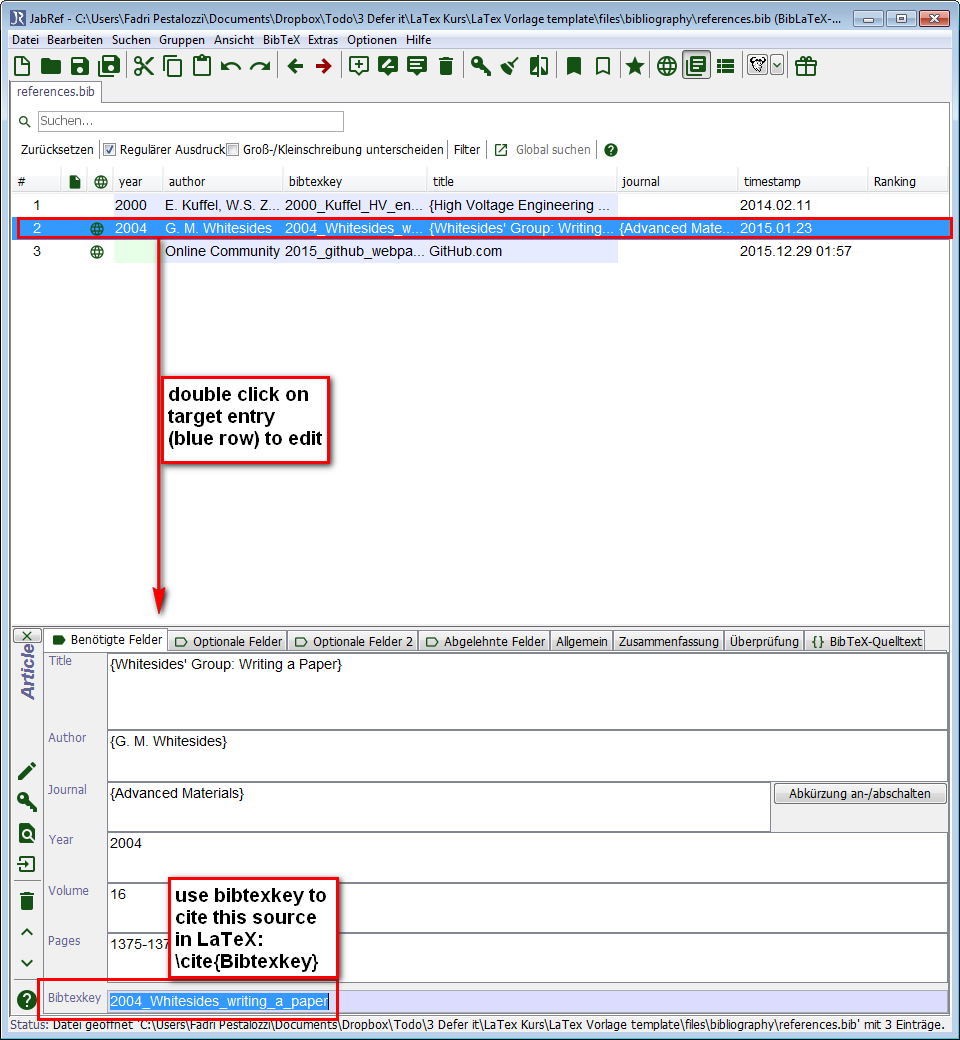 JabRef - C:\Users\Fadri Pestalozzi\Documents\Dropbox\Todo\3 Defer it\LaTex Kurs\LaTex Vorlage template\files\bibliography\references.bib (BibLaTeX-...
Datei Bearbeiten Suchen Gruppen Ansicht BibTeX Extras Optionen Hilfe
references.bib
Suchen...
Zurücksetzen Regulärer Ausdruck Groß-/Kleinschreibung unterscheiden Filter Global suchen
# year author bibtexkey title journal timestamp Ranking
1 2000 E. Kuffel, W.S. Z... 2000_Kuffel_HV_en... {High Voltage Engineering ... 2014.02.11
2 2004 G. M. Whitesides 2004_Whitesides_w... {Whitesides' Group: Writing... {Advanced Mate... 2015.01.23
3 Online Community 2015_github_webpa... GitHub.com 2015.12.29 01:57
double click on
target entry
(blue row) to edit
Benötigte Felder Optionale Felder Optionale Felder 2 Abgelehnte Felder Allgemein Zusammenfassung Überprüfung {} BibTeX-Quelltext
Article
Title {Whitesides' Group: Writing a Paper}
Author {G. M. Whitesides}
Journal {Advanced Materials} Abkürzung an-/abschalten
Year 2004
Volume 16
Pages 1375-137
use bibtexkey to
cite this source
in LaTeX:
\cite{Bibtexkey}
Bibtexkey 2004_Whitesides_writing_a_paper
Status: Datei geöffnet 'C:\Users\Fadri Pestalozzi\Documents\Dropbox\Todo\3 Defer it\LaTex Kurs\LaTex Vorlage template\files\bibliography\references.bib' mit 3 Einträge.